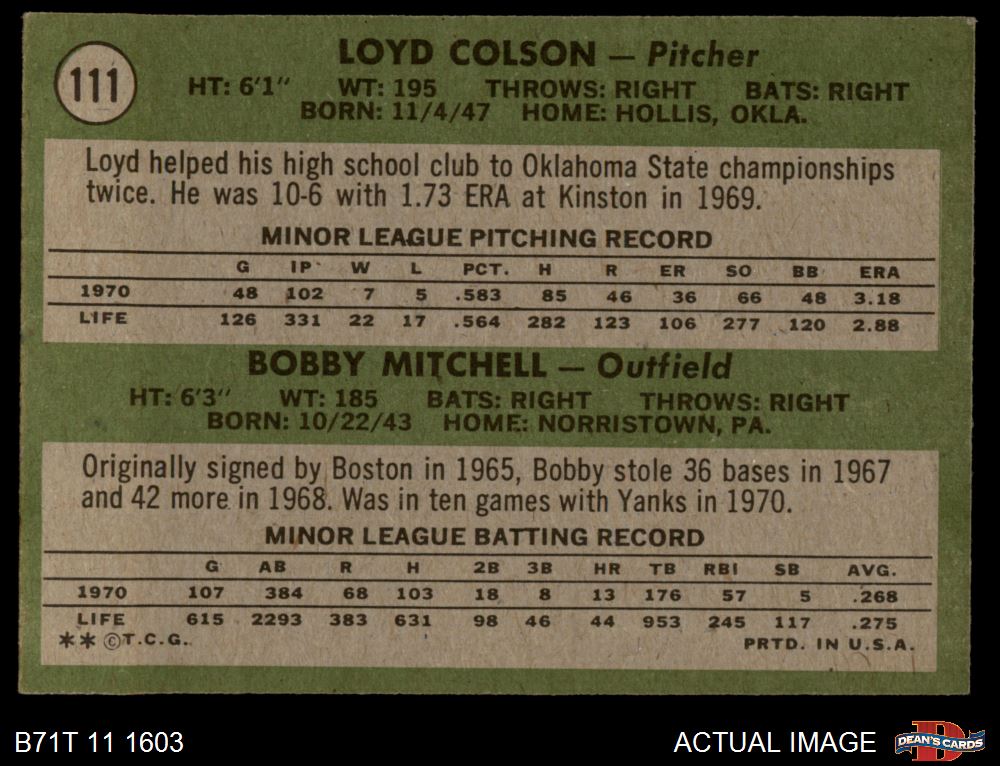 111
LOYD COLSON — Pitcher
HT: 6'1" WT: 195 THROWS: RIGHT BATS: RIGHT
BORN: 11/4/47 HOME: HOLLIS, OKLA.
Loyd helped his high school club to Oklahoma State championships
twice. He was 10-6 with 1.73 ERA at Kinston in 1969.
MINOR LEAGUE PITCHING RECORD
G IP W L PCT. H R ER SO BB ERA
1970 48 102 7 5 .583 85 46 36 66 48 3.18
LIFE 126 331 22 17 .564 282 123 106 277 120 2.88
BOBBY MITCHELL — Outfield
HT: 6'3" WT: 185 BATS: RIGHT THROWS: RIGHT
BORN: 10/22/43 HOME: NORRISTOWN, PA.
Originally signed by Boston in 1965, Bobby stole 36 bases in 1967
and 42 more in 1968. Was in ten games with Yanks in 1970.
MINOR LEAGUE BATTING RECORD
G AB R H 2B 3B HR TB RBI SB AVG.
1970 107 384 68 103 18 8 13 176 57 5 .268
LIFE 615 2293 383 631 98 46 44 953 245 117 .275
** ©T.C.G. PRTD. IN U.S.A.
B71T 11 1603 ACTUAL IMAGE DEAN'S CARDS